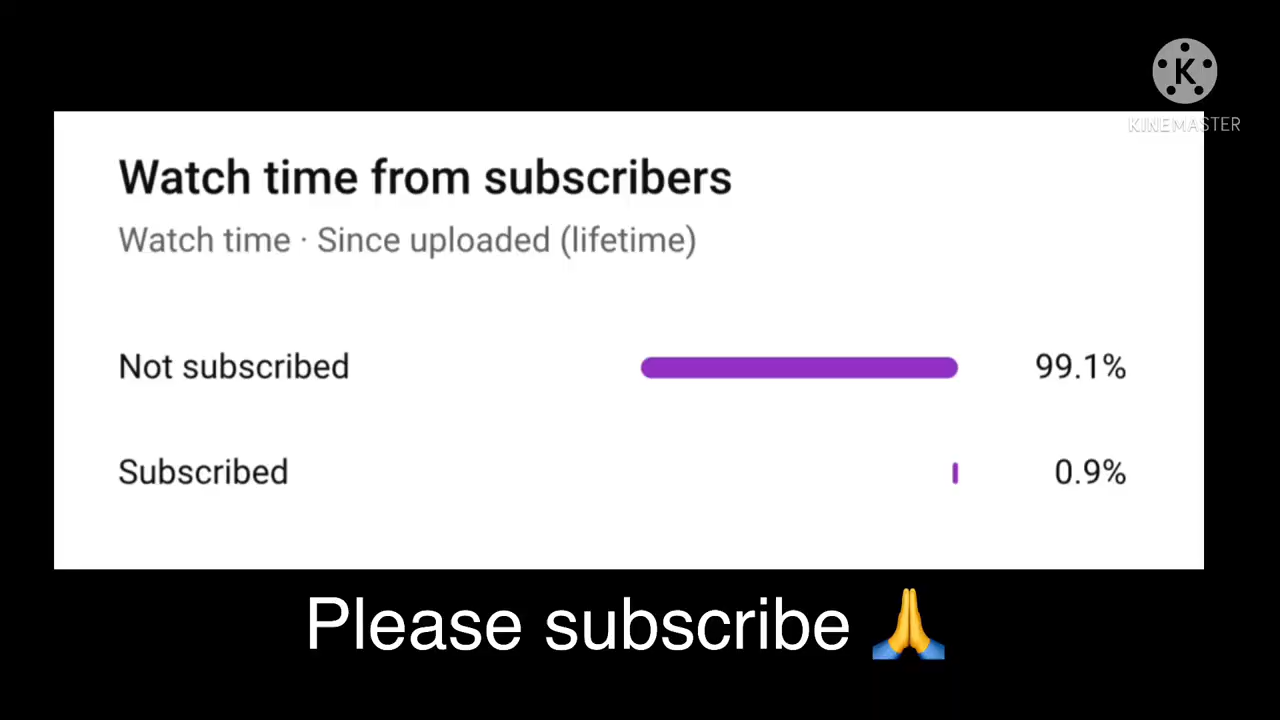 K
KINEMASTER
Watch time from subscribers
Watch time · Since uploaded (lifetime)
Not subscribed 99.1%
Subscribed 0.9%
Please subscribe 🙏